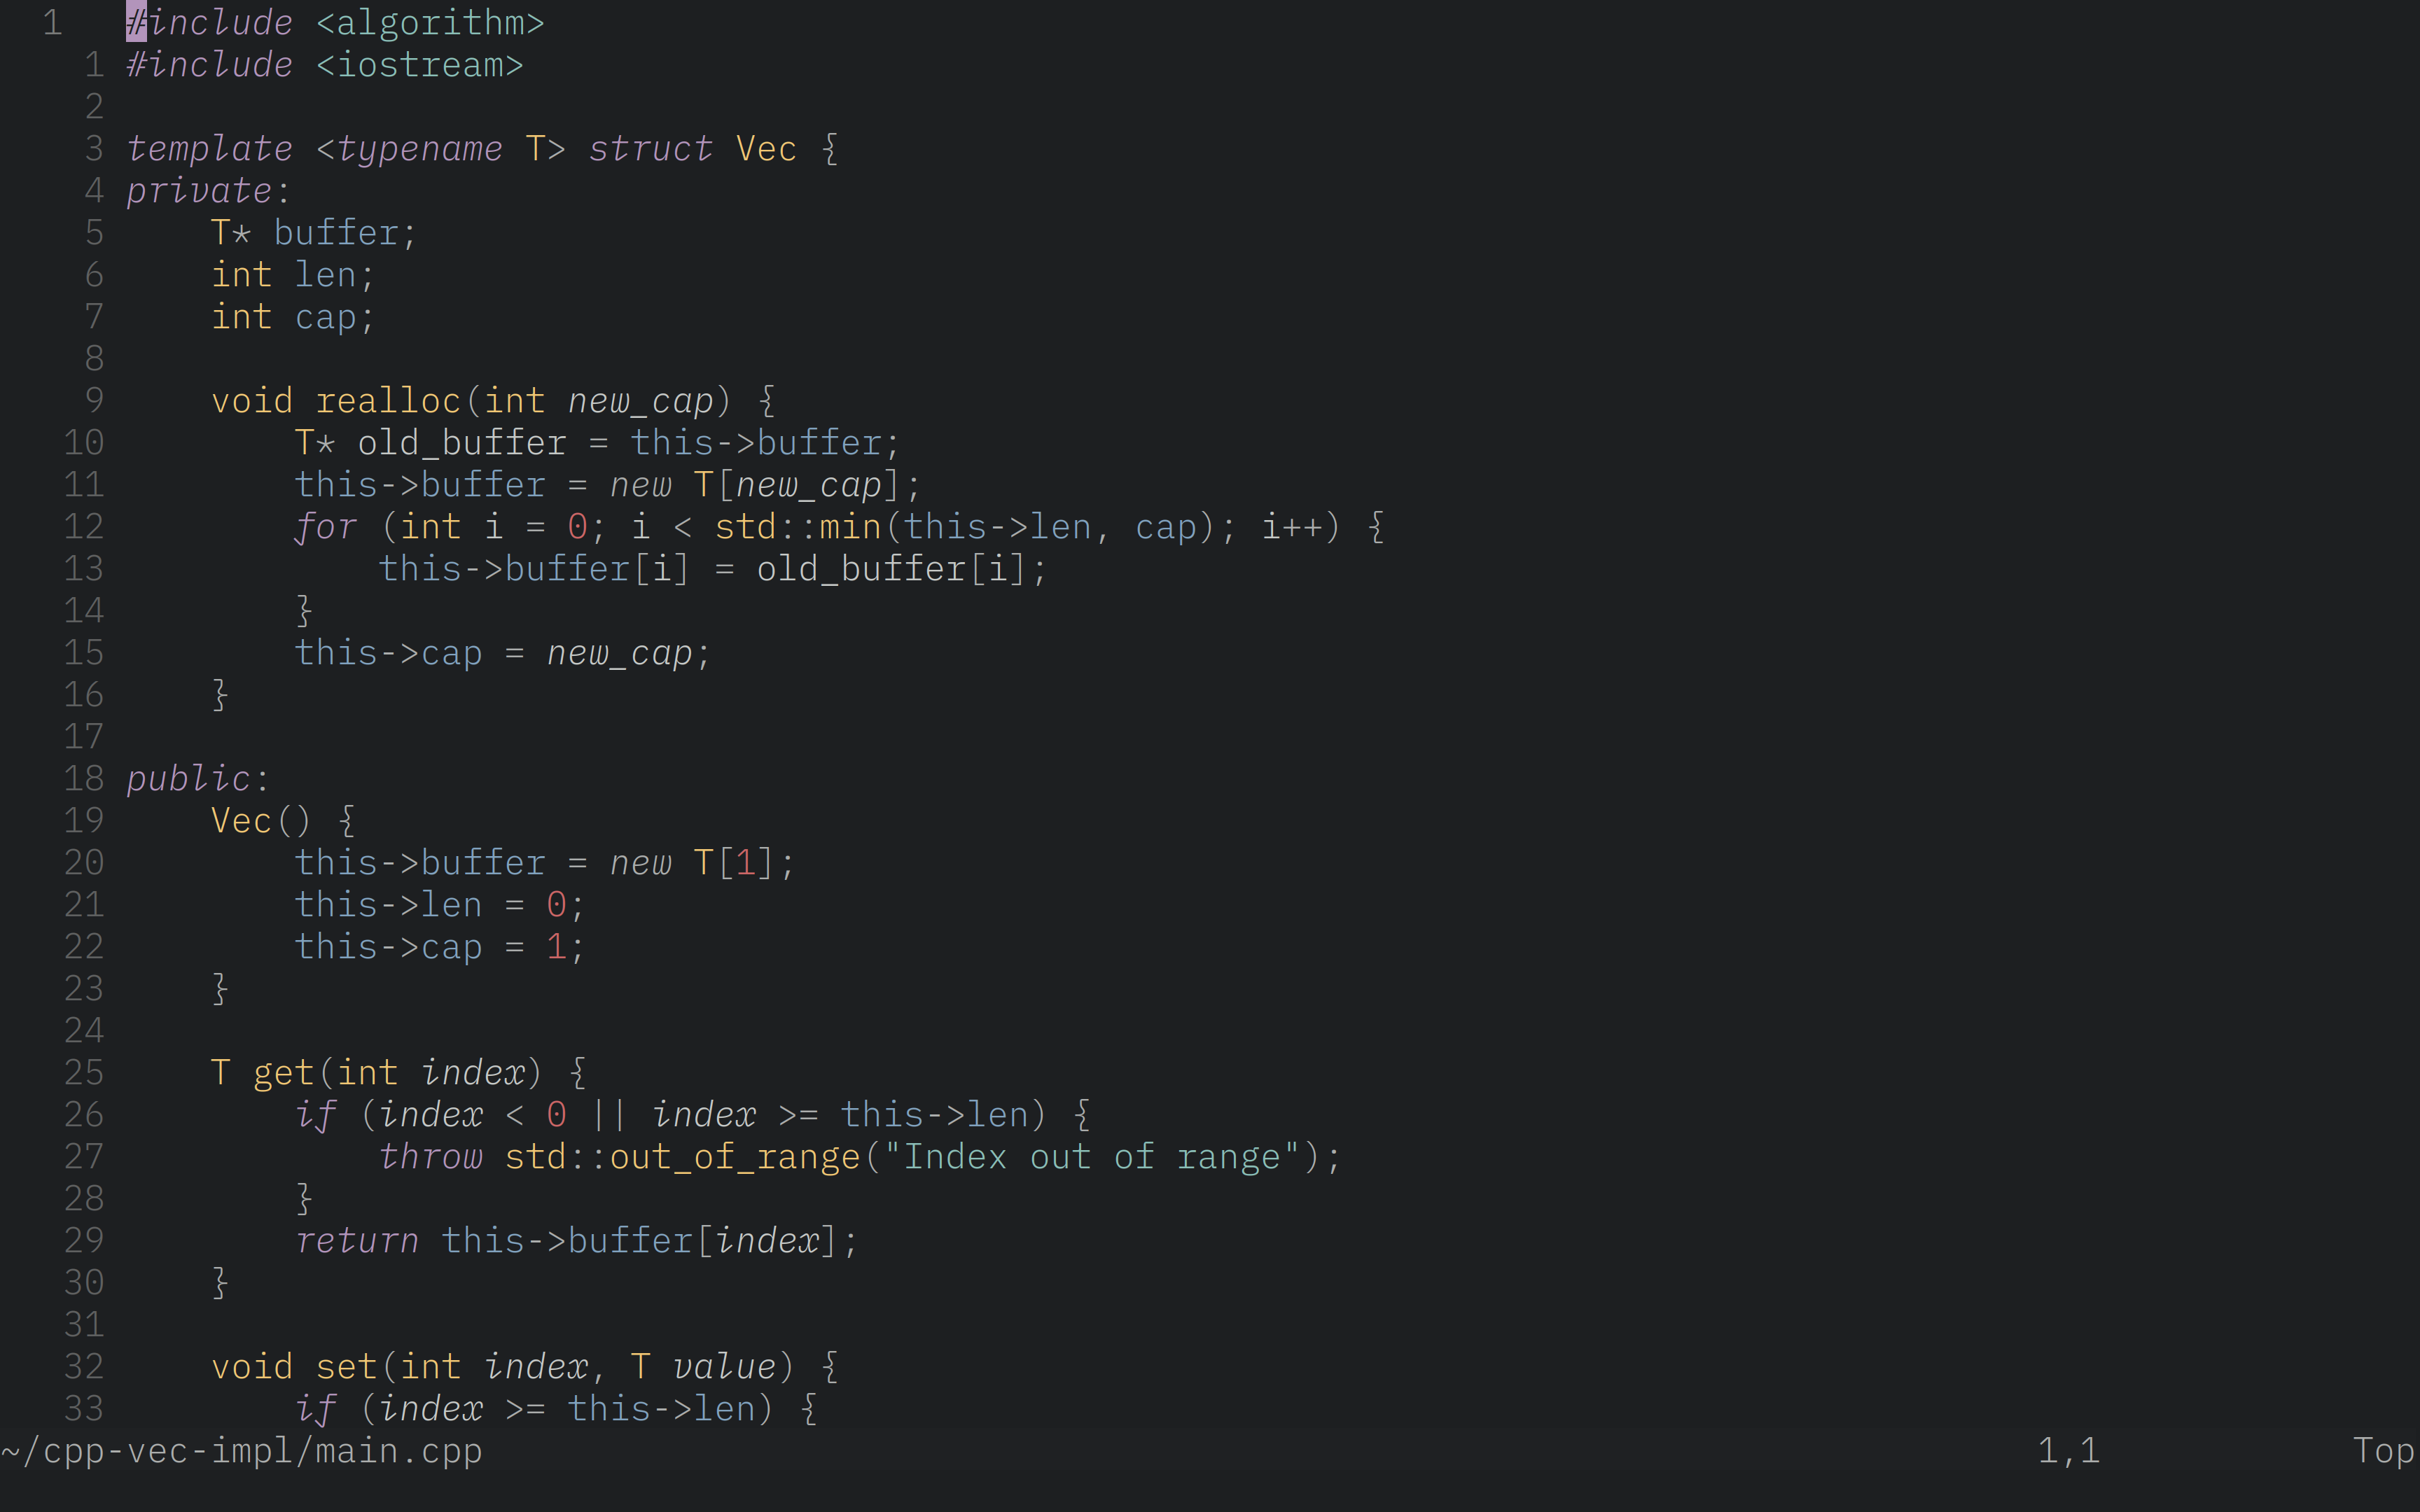 1   #include <algorithm>
  1 #include <iostream>
  2
  3 template <typename T> struct Vec {
  4 private:
  5     T* buffer;
  6     int len;
  7     int cap;
  8
  9     void realloc(int new_cap) {
 10         T* old_buffer = this->buffer;
 11         this->buffer = new T[new_cap];
 12         for (int i = 0; i < std::min(this->len, cap); i++) {
 13             this->buffer[i] = old_buffer[i];
 14         }
 15         this->cap = new_cap;
 16     }
 17
 18 public:
 19     Vec() {
 20         this->buffer = new T[1];
 21         this->len = 0;
 22         this->cap = 1;
 23     }
 24
 25     T get(int index) {
 26         if (index < 0 || index >= this->len) {
 27             throw std::out_of_range("Index out of range");
 28         }
 29         return this->buffer[index];
 30     }
 31
 32     void set(int index, T value) {
 33         if (index >= this->len) {
~/cpp-vec-impl/main.cpp 1,1 Top